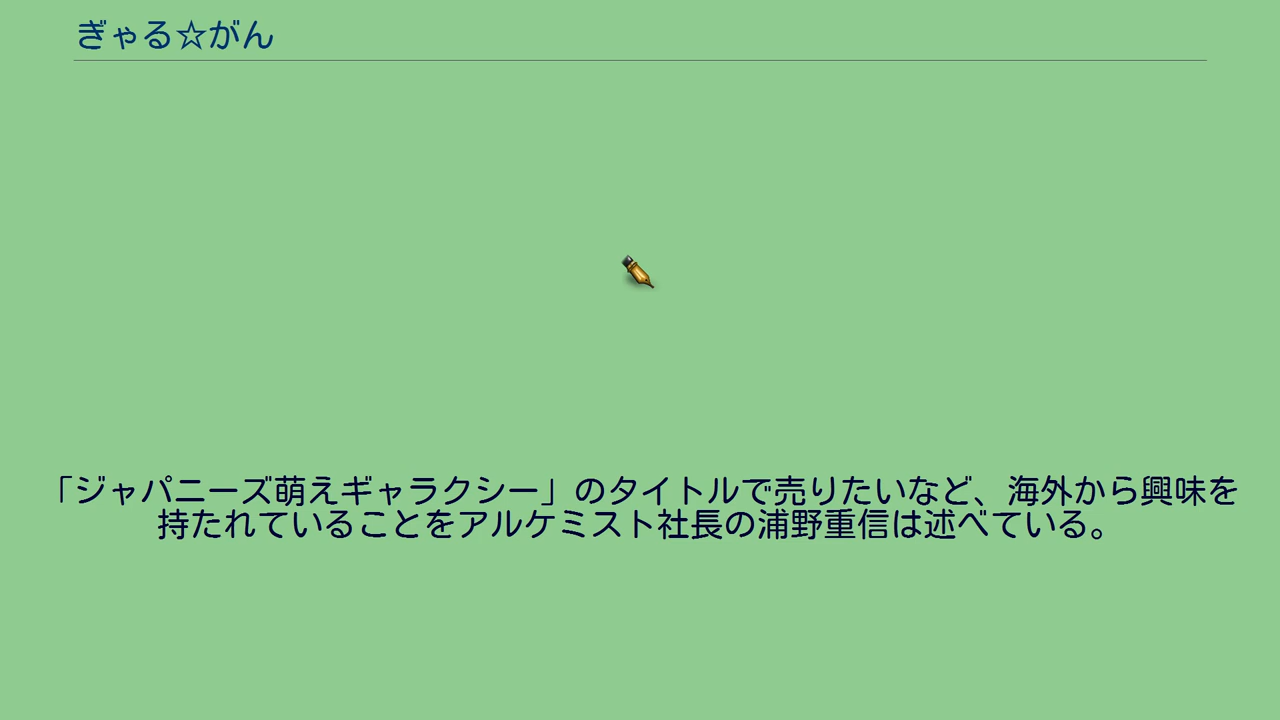 ぎゃる☆がん
「ジャパニーズ萌えギャラクシー」のタイトルで売りたいなど、海外から興味を
持たれていることをアルケミスト社長の浦野重信は述べている。